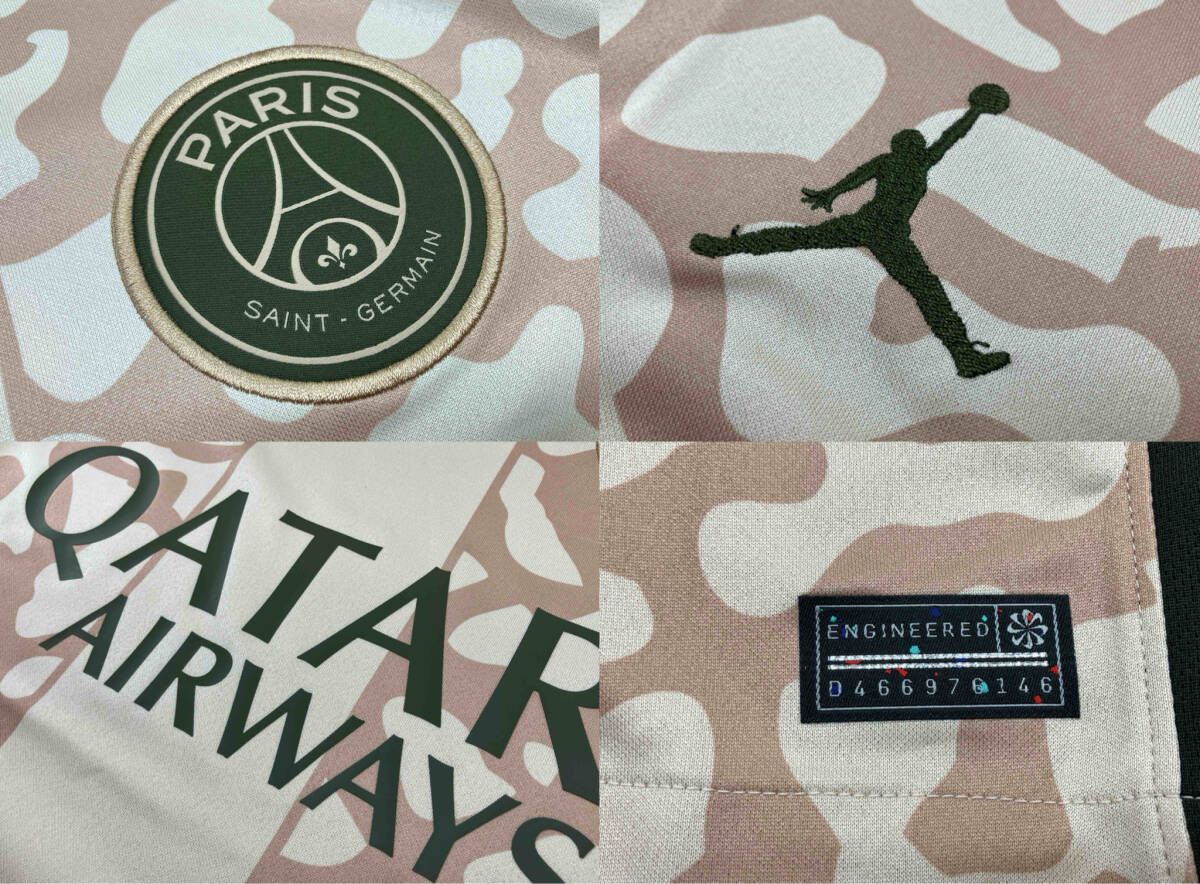 PARIS
SAINT - GERMAIN
QATAR
AIRWAYS
ENGINEERED
D466976146